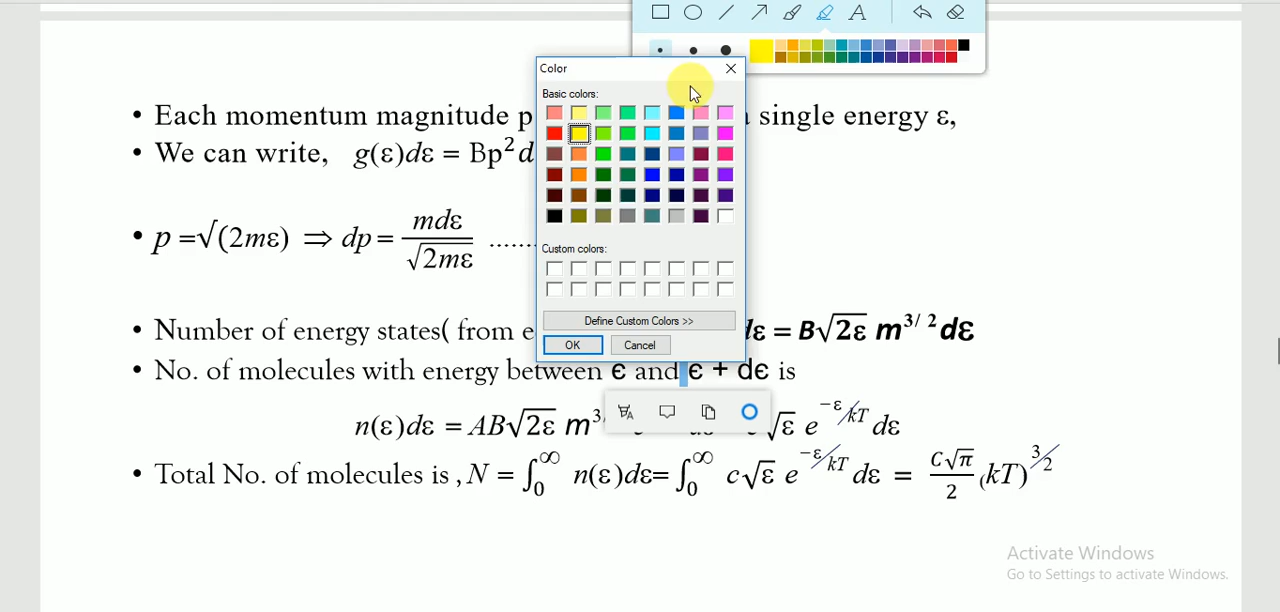 A
Color
Basic colors:
• Each momentum magnitude p a single energy ε,
• We can write, g(ε)dε = Bp²d
• p =√(2mε) ⇒ dp = mdε/√2mε ......
Custom colors:
Define Custom Colors >>
• Number of energy states( from e dε = B√2ε m^3/2 dƐ
OK Cancel
• No. of molecules with energy between ϵ and ϵ + dϵ is
n(ε)dε = AB√2ε m³ √ε e^−ε/kT dε
• Total No. of molecules is , N = ∫₀^∞ n(ε)dε= ∫₀^∞ c√ε e^−ε/kT dε = C√π/2 (kT)^3/2
Activate Windows
Go to Settings to activate Windows.